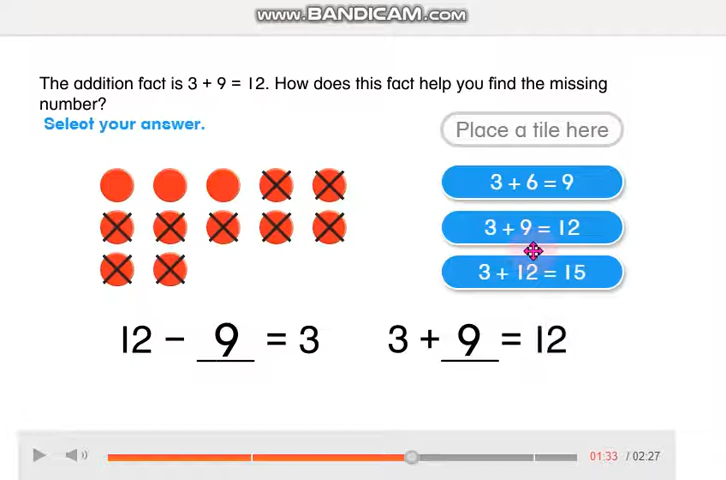 www.BANDICAM.com
The addition fact is 3 + 9 = 12. How does this fact help you find the missing
number?
Select your answer.
Place a tile here
3 + 6 = 9
3 + 9 = 12
3 + 12 = 15
12 - 9 = 3
3 + 9 = 12
01:33 / 02:27